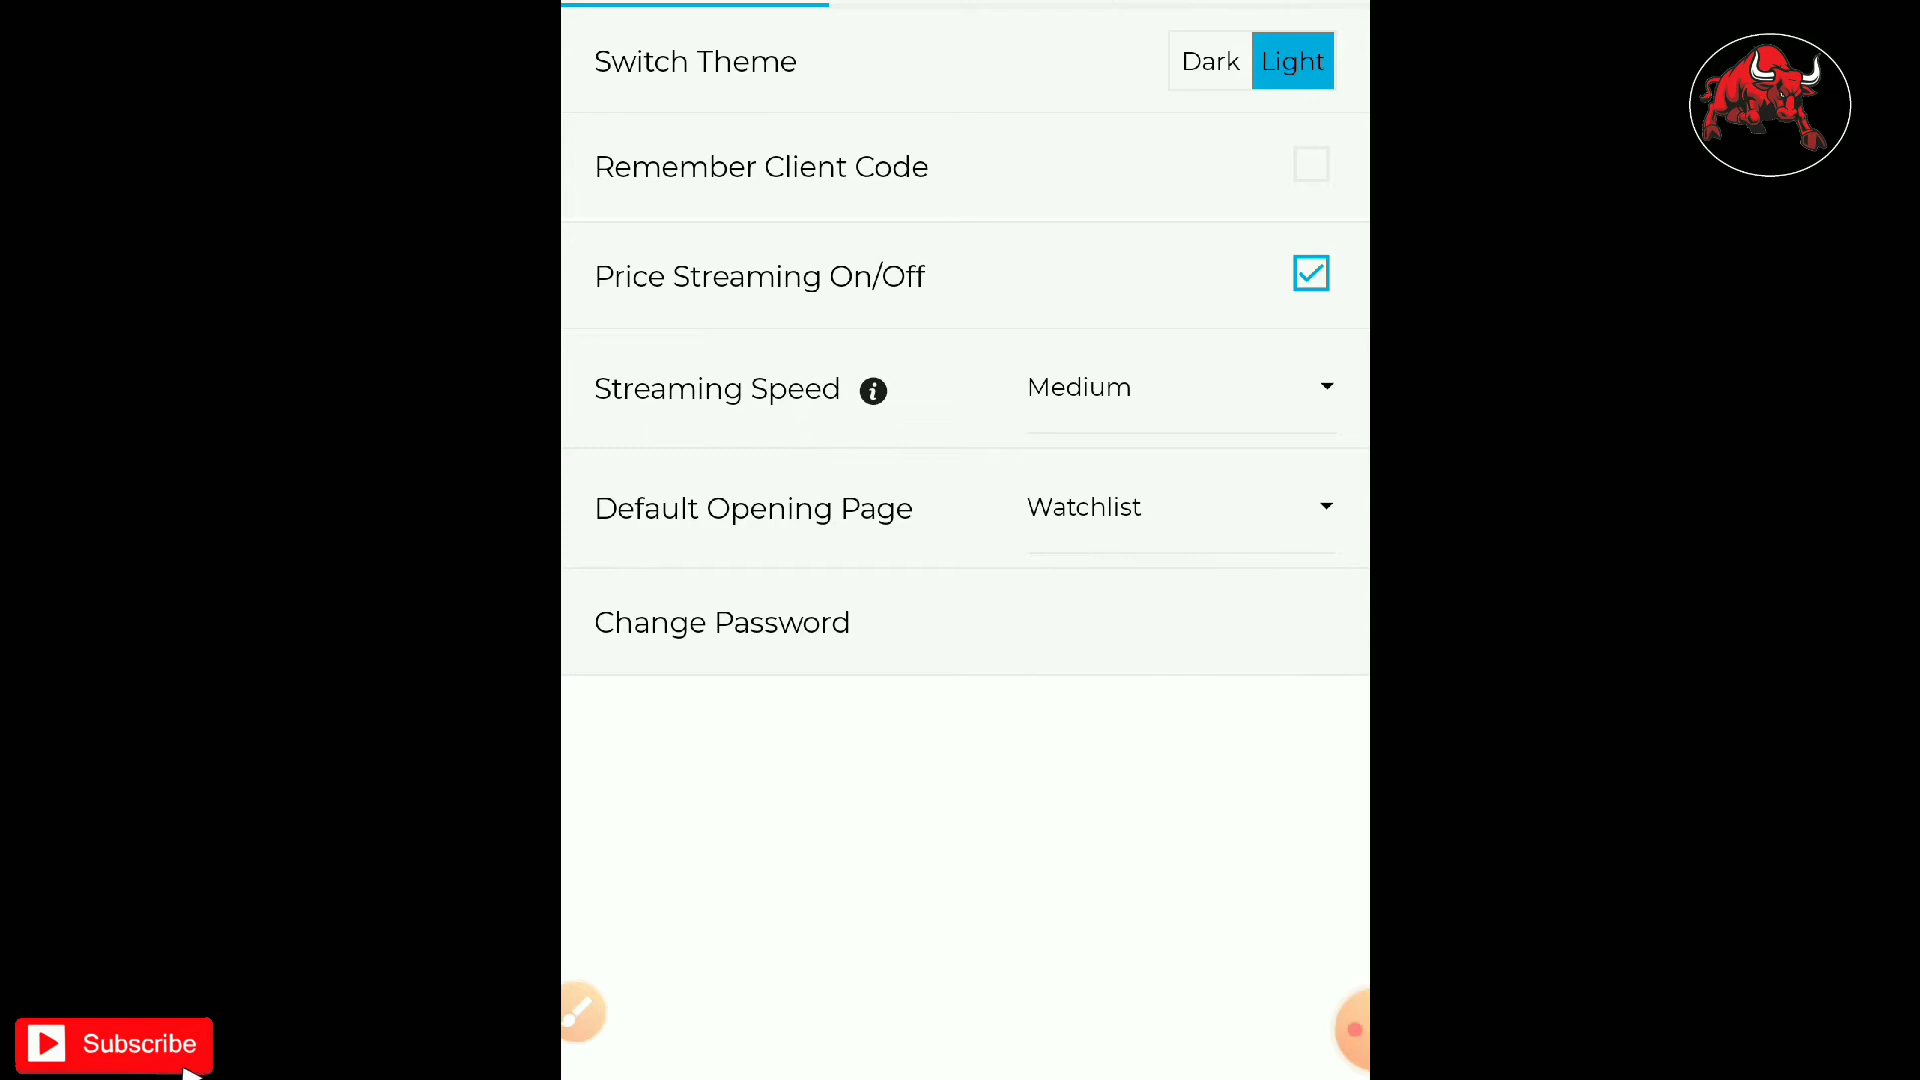 Switch Theme Dark Light
Remember Client Code
Price Streaming On/Off
Streaming Speed i Medium
Default Opening Page Watchlist
Change Password
Subscribe